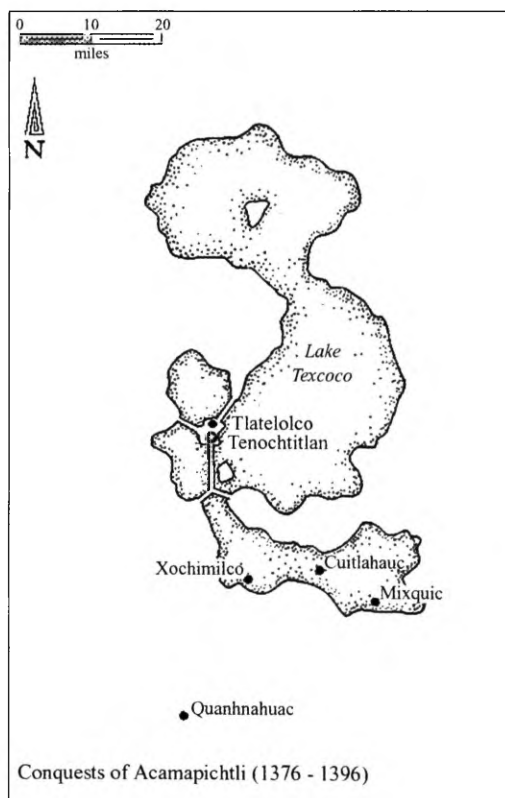 0 10 20
miles
N
Lake
Texcoco
Tlatelolco
Tenochtitlan
Xochimilco
Cuitlahauc
Mixquic
Quanhnahuac
Conquests of Acamapichtli (1376 - 1396)